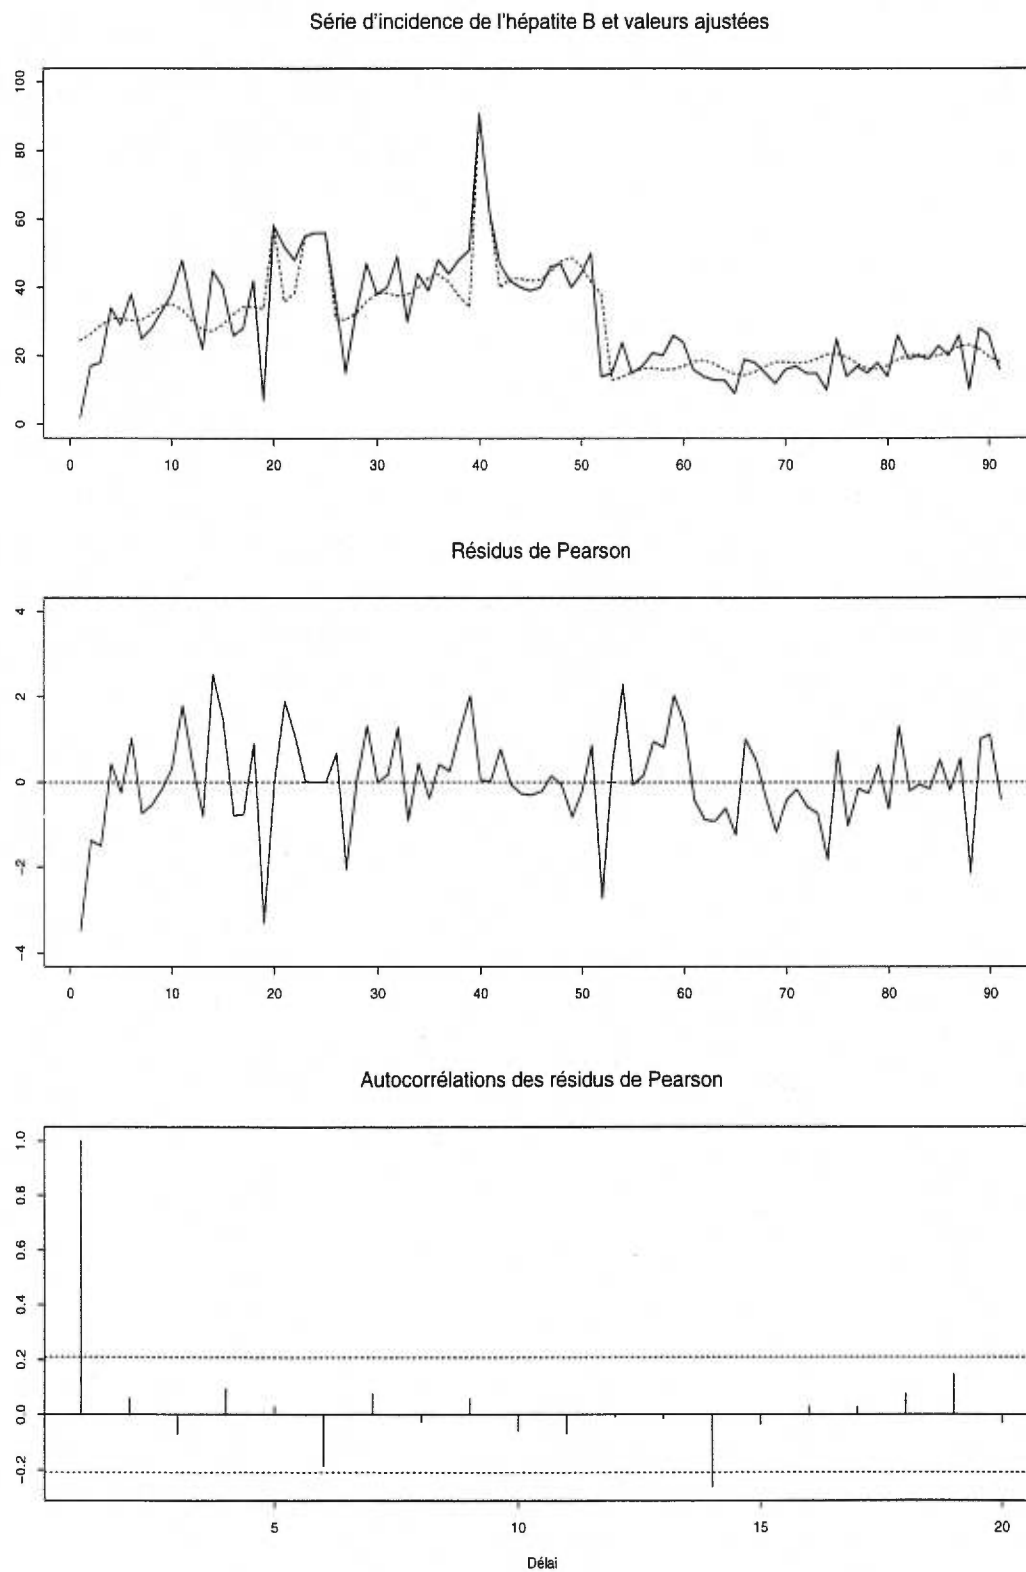 Série d'incidence de l'hépatite B et valeurs ajustées
100
80
60
40
20
0
0 10 20 30 40 50 60 70 80 90
Résidus de Pearson
4
2
0
-2
-4
0 10 20 30 40 50 60 70 80 90
Autocorrélations des résidus de Pearson
1.0
0.8
0.6
0.4
0.2
0.0
-0.2
5 10 15 20
Délai